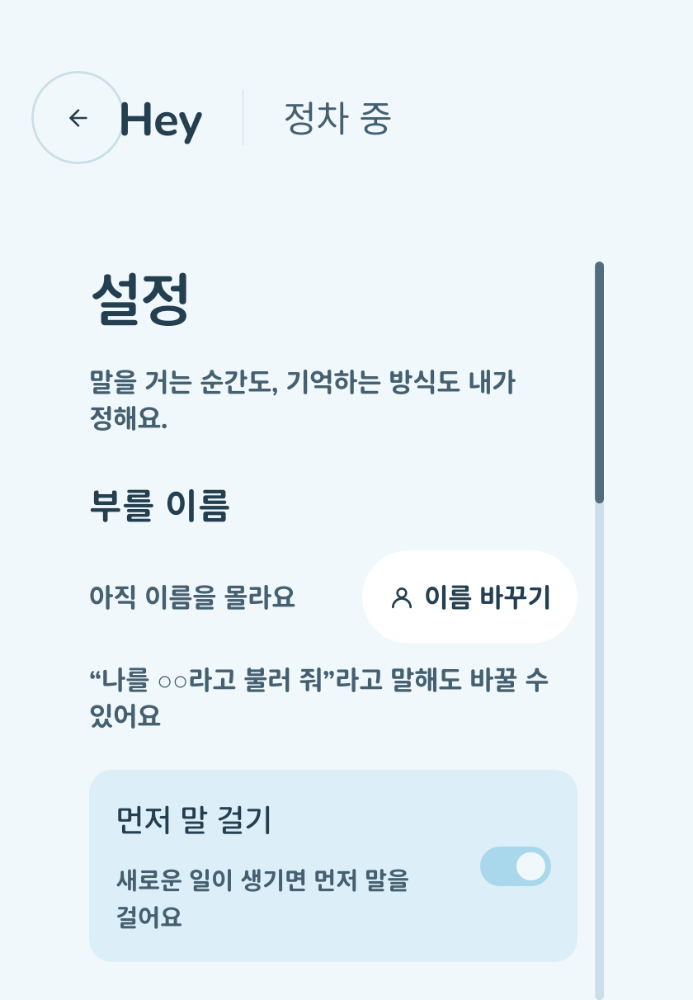 Hey
정차 중
설정
말을 거는 순간도, 기억하는 방식도 내가
정해요.
부를 이름
아직 이름을 몰라요
이름 바꾸기
“나를 ○○라고 불러 줘”라고 말해도 바꿀 수
있어요
먼저 말 걸기
새로운 일이 생기면 먼저 말을
걸어요